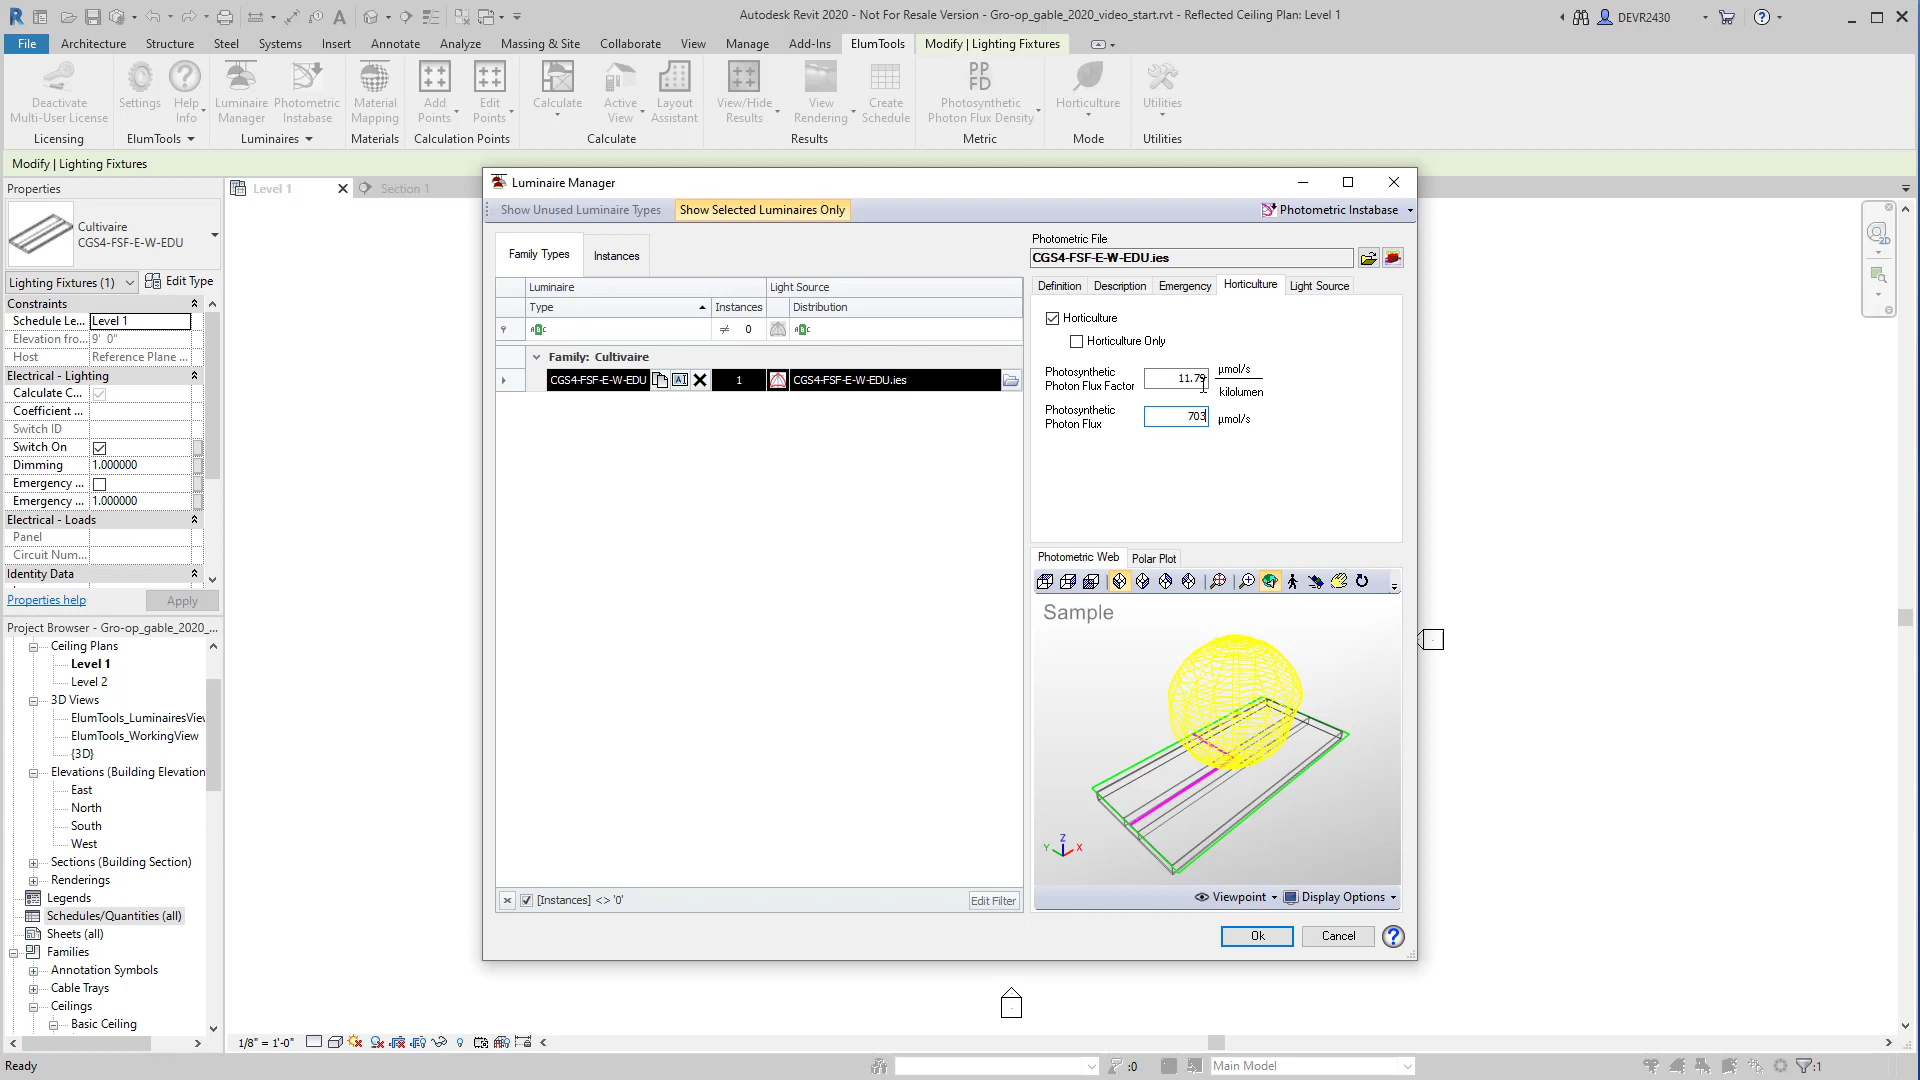 Autodesk Revit 2020 - Not For Resale Version - Gro-op_gable_2020_video_start.rvt - Reflected Ceiling Plan: Level 1
DEVR2430
File Architecture Structure Steel Systems Insert Annotate Analyze Massing & Site Collaborate View Manage Add-Ins ElumTools Modify | Lighting Fixtures
Deactivate Multi-User License
Settings
Help Info
Luminaire Manager
Photometric Instabase
Material Mapping
Add Points
Edit Points
Calculate
Active View
Layout Assistant
View/Hide Results
View Rendering
Create Schedule
PP FD
Photosynthetic Photon Flux Density
Horticulture
Utilities
Licensing ElumTools Luminaires Materials Calculation Points Calculate Results Metric Mode Utilities
Modify | Lighting Fixtures
Properties
Cultivaire
CGS4-FSF-E-W-EDU
Lighting Fixtures (1) Edit Type
Constraints
Schedule Le... Level 1
Elevation fro... 9' 0"
Host Reference Plane ...
Electrical - Lighting
Calculate C...
Coefficient ...
Switch ID
Switch On
Dimming 1.000000
Emergency ...
Emergency ... 1.000000
Electrical - Loads
Panel
Circuit Num...
Identity Data
Properties help Apply
Project Browser - Gro-op_gable_2020_...
Ceiling Plans
Level 1
Level 2
3D Views
ElumTools_LuminairesViev
ElumTools_WorkingView
{3D}
Elevations (Building Elevation
East
North
South
West
Sections (Building Section)
Renderings
Legends
Schedules/Quantities (all)
Sheets (all)
Families
Annotation Symbols
Cable Trays
Ceilings
Basic Ceiling
Level 1 Section 1
Luminaire Manager
Show Unused Luminaire Types Show Selected Luminaires Only Photometric Instabase
Family Types Instances
Luminaire Light Source
Type Instances Distribution
≠ 0
Family: Cultivaire
CGS4-FSF-E-W-EDU 1 CGS4-FSF-E-W-EDU.ies
[Instances] <> '0' Edit Filter
Photometric File
CGS4-FSF-E-W-EDU.ies
Definition Description Emergency Horticulture Light Source
Horticulture
Horticulture Only
Photosynthetic Photon Flux Factor 11.79 µmol/s kilolumen
Photosynthetic Photon Flux 703 µmol/s
Photometric Web Polar Plot
Sample
Z
Y X
Viewpoint Display Options
Ok Cancel
1/8" = 1'-0"
Ready :0 Main Model :1